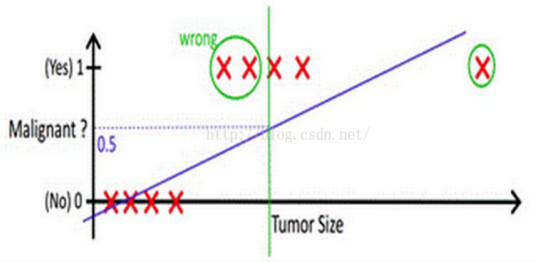 wrong
(Yes) 1
Malignant ?
0.5
http://blog.csdn.net/
(No) 0
Tumor Size